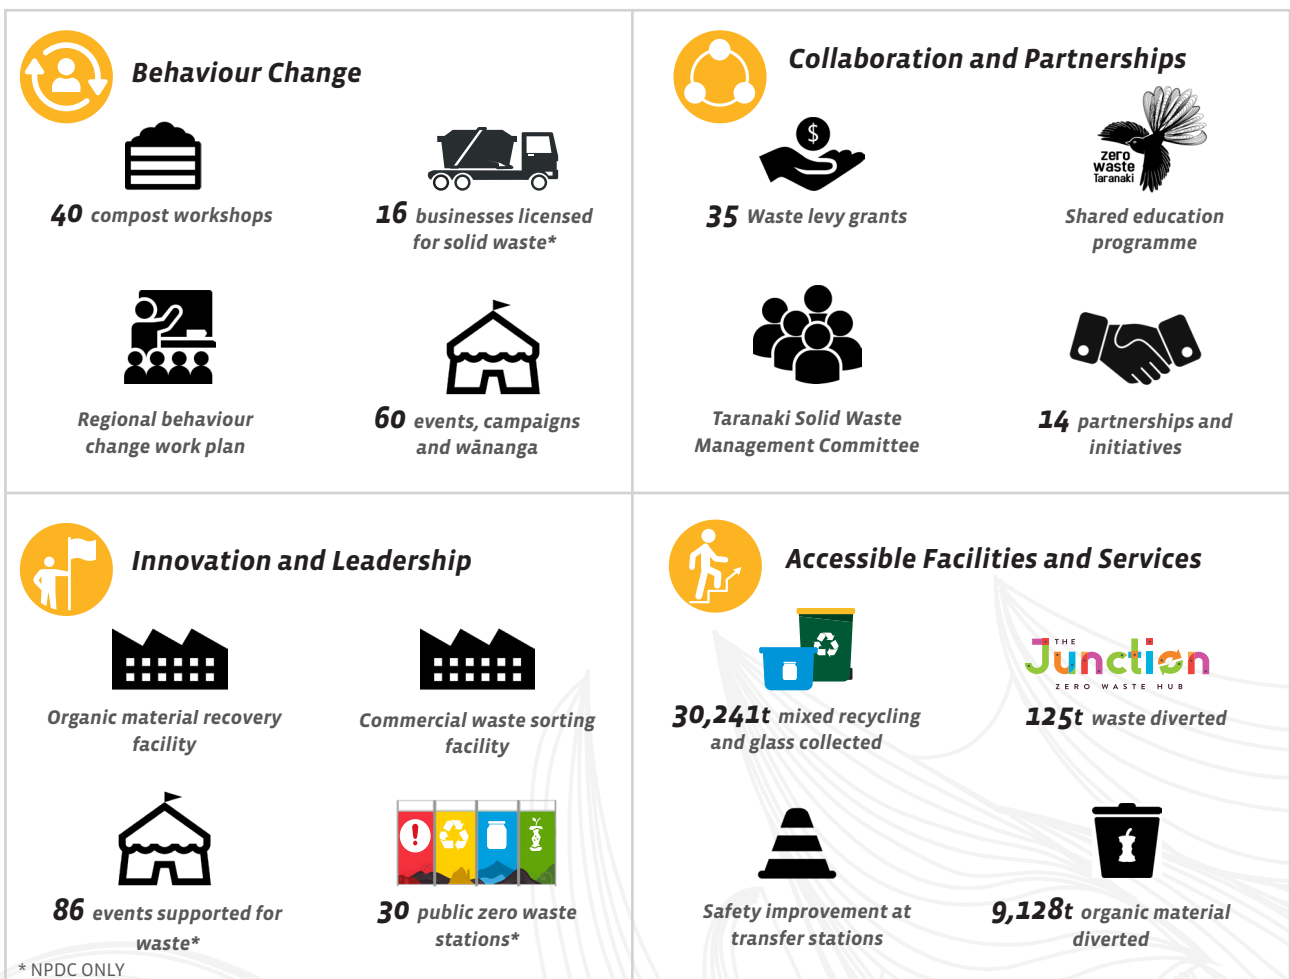 Behaviour Change
40 compost workshops
16 businesses licensed
for solid waste*
Regional behaviour
change work plan
60 events, campaigns
and wānanga
Collaboration and Partnerships
$
35 Waste levy grants
zero
waste
Taranaki
Shared education
programme
Taranaki Solid Waste
Management Committee
14 partnerships and
initiatives
Innovation and Leadership
Organic material recovery
facility
Commercial waste sorting
facility
86 events supported for
waste*
!
30 public zero waste
stations*
* NPDC ONLY
Accessible Facilities and Services
30,241t mixed recycling
and glass collected
THE
Junction
ZERO WASTE HUB
125t waste diverted
Safety improvement at
transfer stations
9,128t organic material
diverted